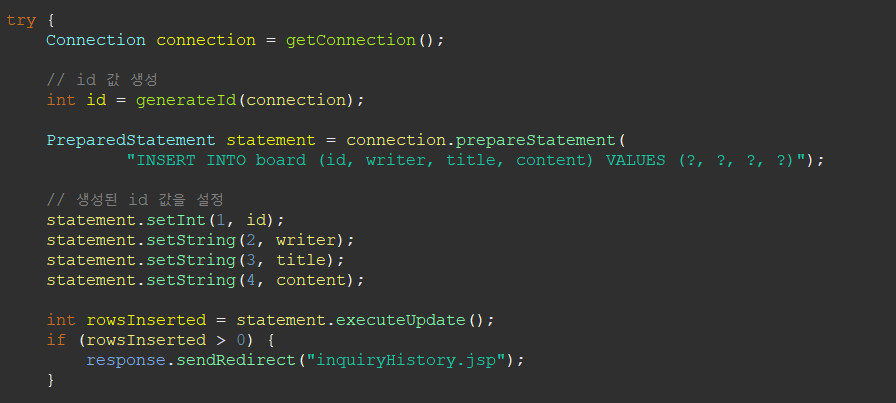 try {
    Connection connection = getConnection();
    // id 값 생성
    int id = generateId(connection);
    PreparedStatement statement = connection.prepareStatement(
            "INSERT INTO board (id, writer, title, content) VALUES (?, ?, ?, ?)");
    // 생성된 id 값을 설정
    statement.setInt(1, id);
    statement.setString(2, writer);
    statement.setString(3, title);
    statement.setString(4, content);
    int rowsInserted = statement.executeUpdate();
    if (rowsInserted > 0) {
        response.sendRedirect("inquiryHistory.jsp");
    }